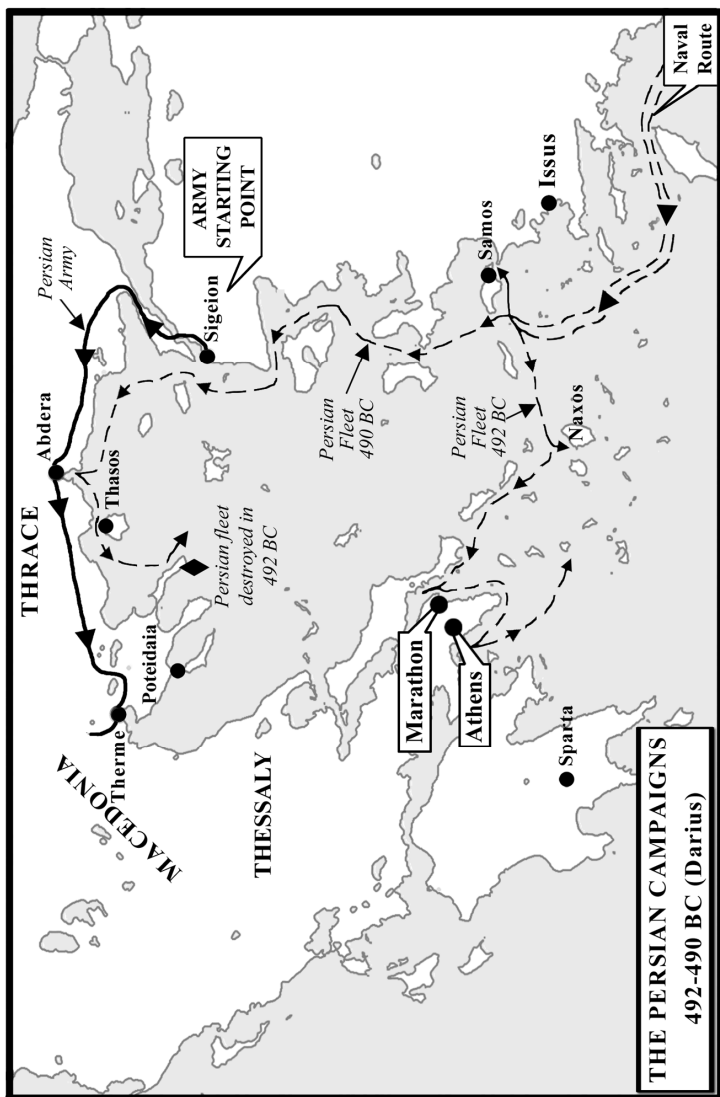 Naval
Route
ARMY
STARTING
POINT
Persian
Army
Sigeion
Issus
Samos
Abdera
THRACE
Thasos
Persian
Fleet
490 BC
Persian
Fleet
492 BC
Naxos
Persian fleet
destroyed in
492 BC
Poteidaia
Therme
MACEDONIA
THESSALY
Marathon
Athens
Sparta
THE PERSIAN CAMPAIGNS
492-490 BC (Darius)